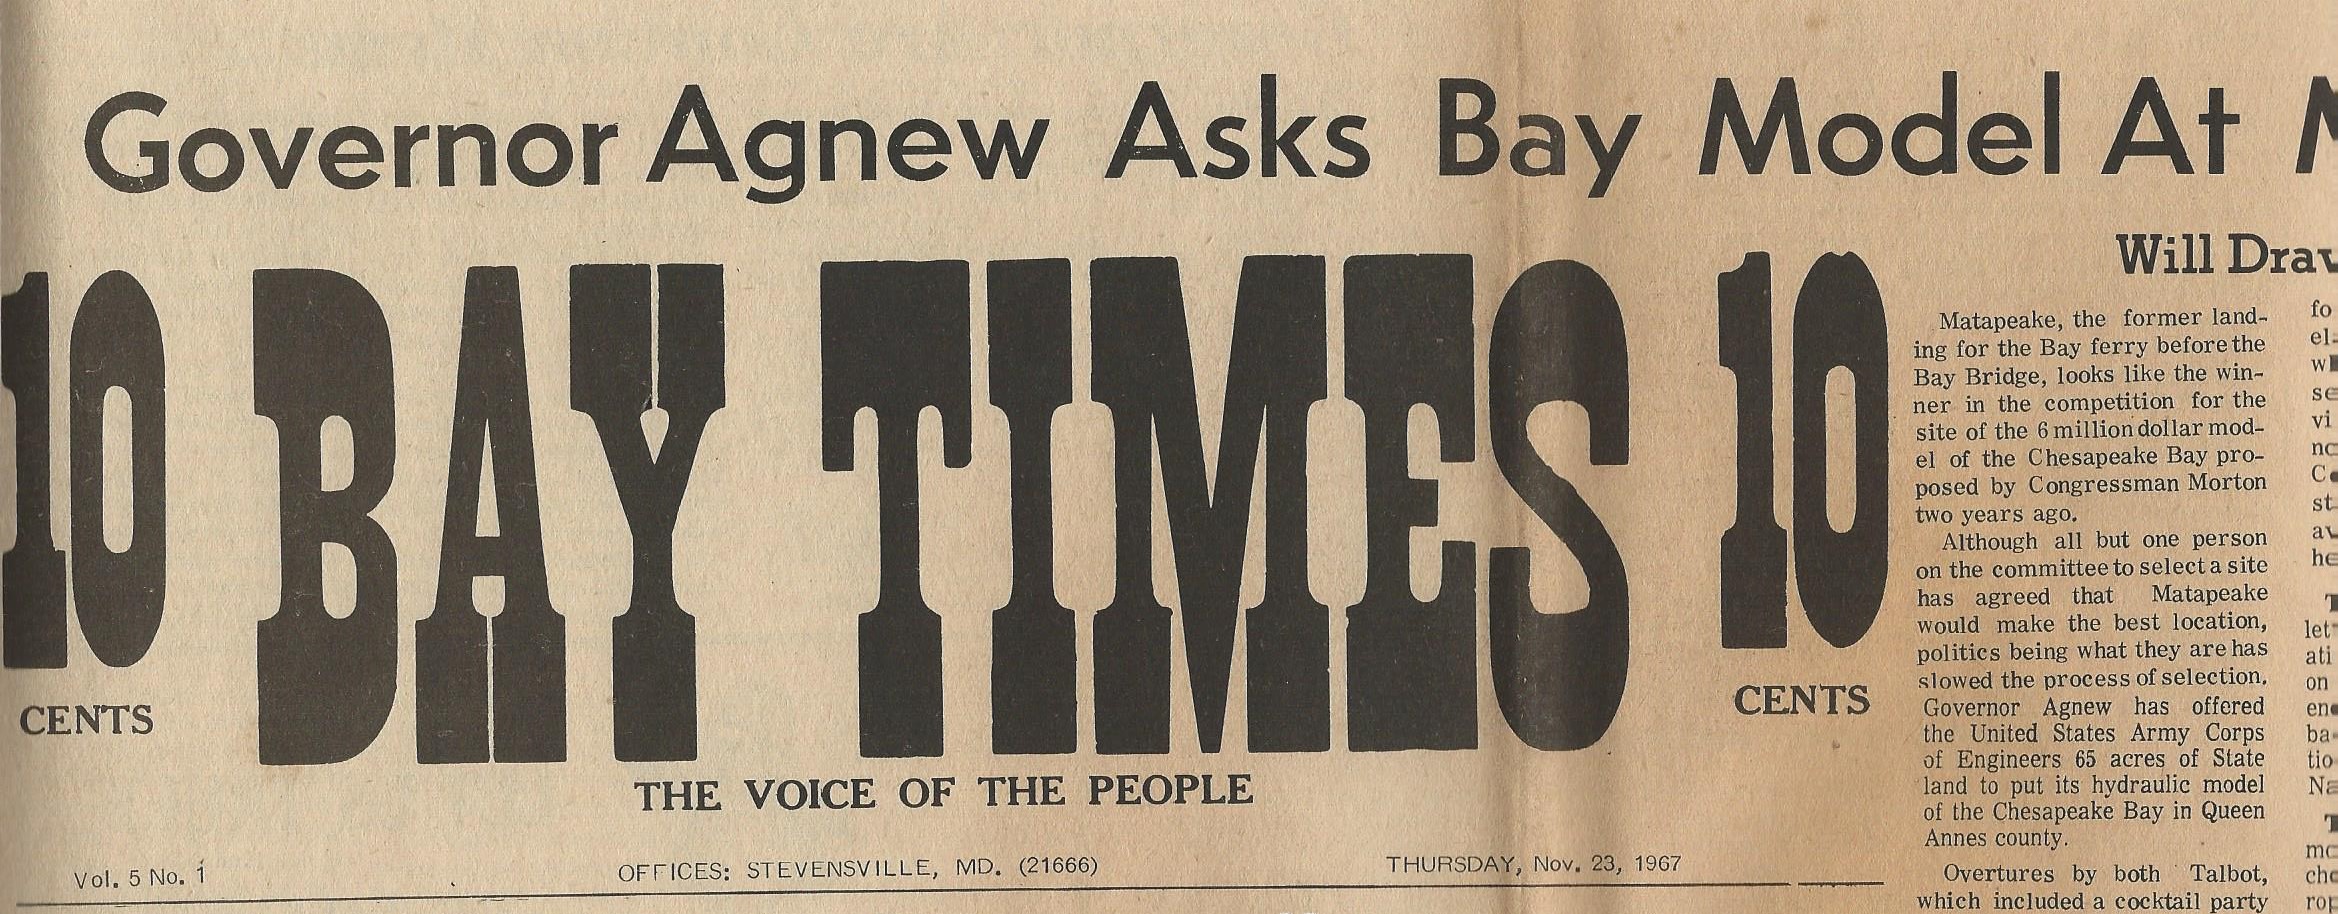 Governor Agnew Asks Bay Model At
10 BAY TIMES 10
CENTS
CENTS
THE VOICE OF THE PEOPLE
Vol. 5 No. 1
OFFICES: STEVENSVILLE, MD. (21666)
THURSDAY, Nov. 23, 1967
Will
Matapeake, the former land-
ing for the Bay ferry before the
Bay Bridge, looks like the win-
ner in the competition for the
site of the 6 million dollar mod-
el of the Chesapeake Bay pro-
posed by Congressman Morton
two years ago.
Although all but one person
on the committee to select a site
has agreed that Matapeake
would make the best location,
politics being what they are has
slowed the process of selection.
Governor Agnew has offered
the United States Army Corps
of Engineers 65 acres of State
land to put its hydraulic model
of the Chesapeake Bay in Queen
Annes county.
Overtures by both Talbot,
which included a cocktail party